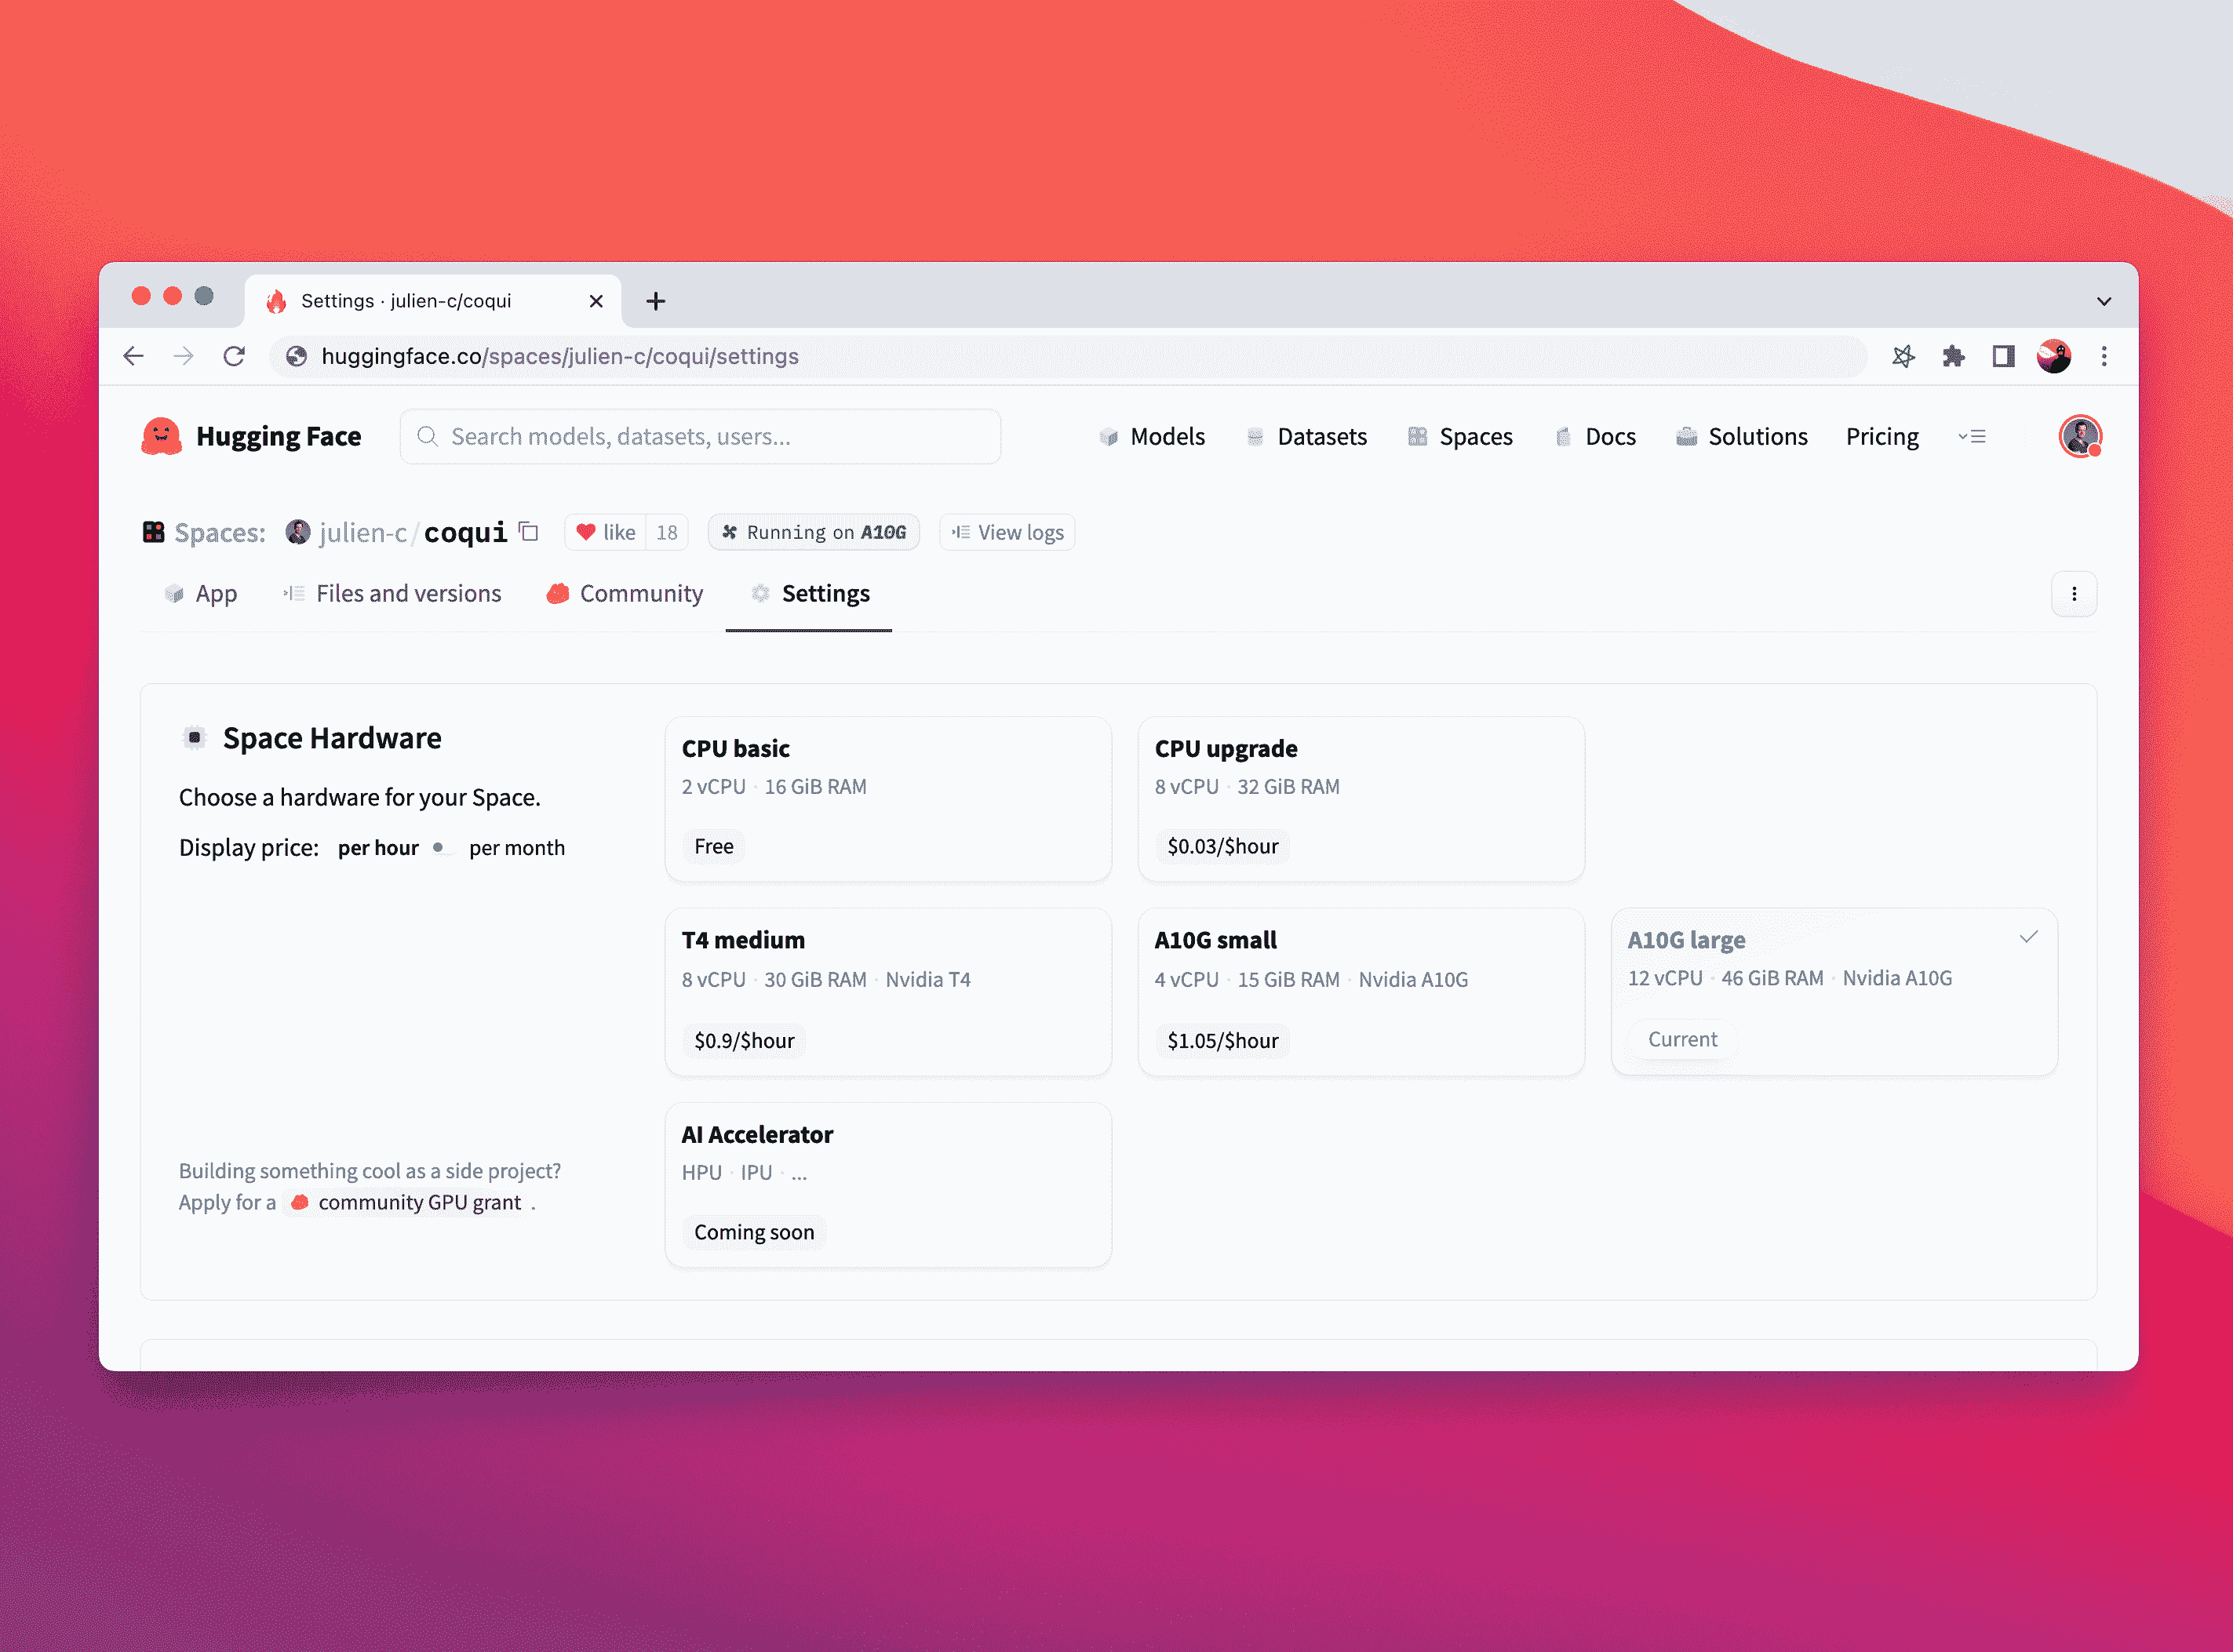 Settings · julien-c/coqui
huggingface.co/spaces/julien-c/coqui/settings
Hugging Face
Search models, datasets, users...
Models
Datasets
Spaces
Docs
Solutions
Pricing
Spaces:
julien-c/coqui
like 18
Running on A10G
View logs
App
Files and versions
Community
Settings
Space Hardware
Choose a hardware for your Space.
Display price: per hour per month
Building something cool as a side project?
Apply for a community GPU grant .
CPU basic
2 vCPU · 16 GiB RAM
Free
CPU upgrade
8 vCPU · 32 GiB RAM
$0.03/$hour
T4 medium
8 vCPU · 30 GiB RAM · Nvidia T4
$0.9/$hour
A10G small
4 vCPU · 15 GiB RAM · Nvidia A10G
$1.05/$hour
A10G large
12 vCPU · 46 GiB RAM · Nvidia A10G
Current
AI Accelerator
HPU · IPU · ...
Coming soon